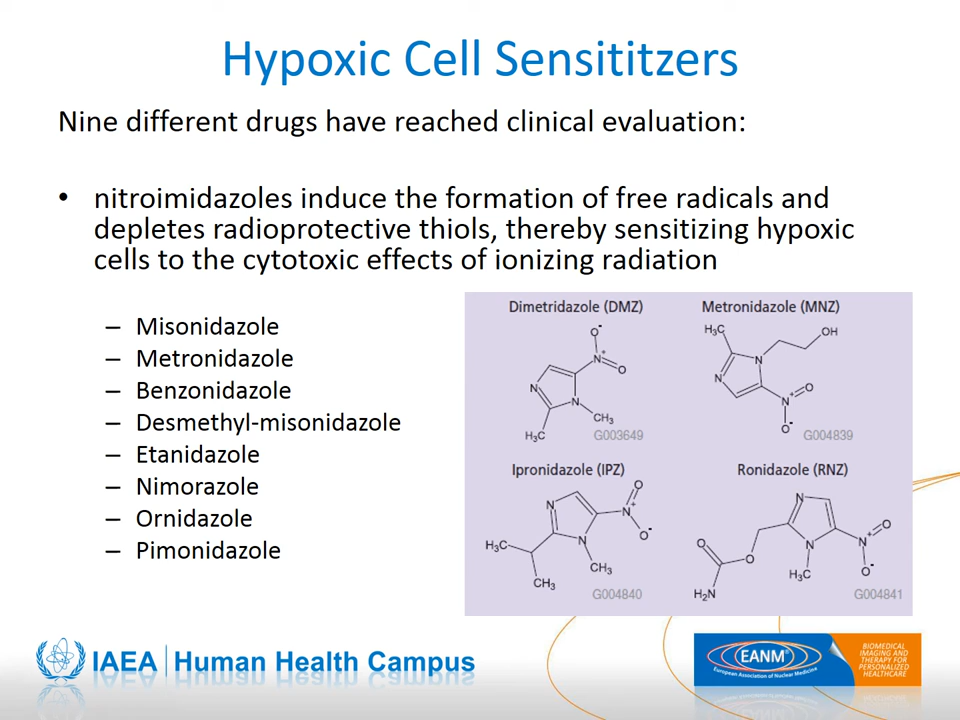 Hypoxic Cell Sensititzers
Nine different drugs have reached clinical evaluation:
• nitroimidazoles induce the formation of free radicals and
depletes radioprotective thiols, thereby sensitizing hypoxic
cells to the cytotoxic effects of ionizing radiation
– Misonidazole
– Metronidazole
– Benzonidazole
– Desmethyl-misonidazole
– Etanidazole
– Nimorazole
– Ornidazole
– Pimonidazole
Dimetridazole (DMZ)
O-
N+
O
N
N
CH3
H3C
G003649
Metronidazole (MNZ)
H3C
OH
N
N
N+
O
O-
G004839
Ipronidazole (IPZ)
O
N
N+
O-
N
H3C
CH3
CH3
G004840
Ronidazole (RNZ)
N
O
N+
O
O
N
H3C
O-
H2N
G004841
IAEA | Human Health Campus
EANM
European Association of Nuclear Medicine
BIOMEDICAL
IMAGING AND
THERAPY FOR
PERSONALIZED
HEALTHCARE